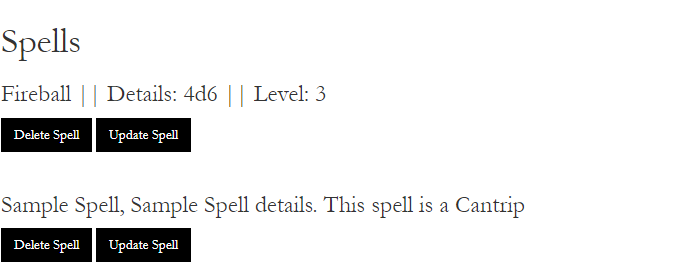 Spells
Fireball || Details: 4d6 || Level: 3
Delete Spell Update Spell
Sample Spell, Sample Spell details. This spell is a Cantrip
Delete Spell Update Spell